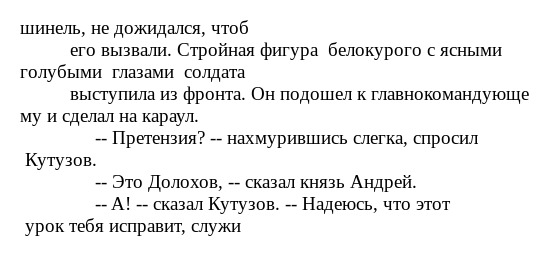 шинель, не дожидался, чтоб
его вызвали. Стройная фигура  белокурого с ясными
голубыми  глазами  солдата
выступила из фронта. Он подошел к главнокомандующе
му и сделал на караул.
-- Претензия? -- нахмурившись слегка, спросил
Кутузов.
-- Это Долохов, -- сказал князь Андрей.
-- А! -- сказал Кутузов. -- Надеюсь, что этот
урок тебя исправит, служи